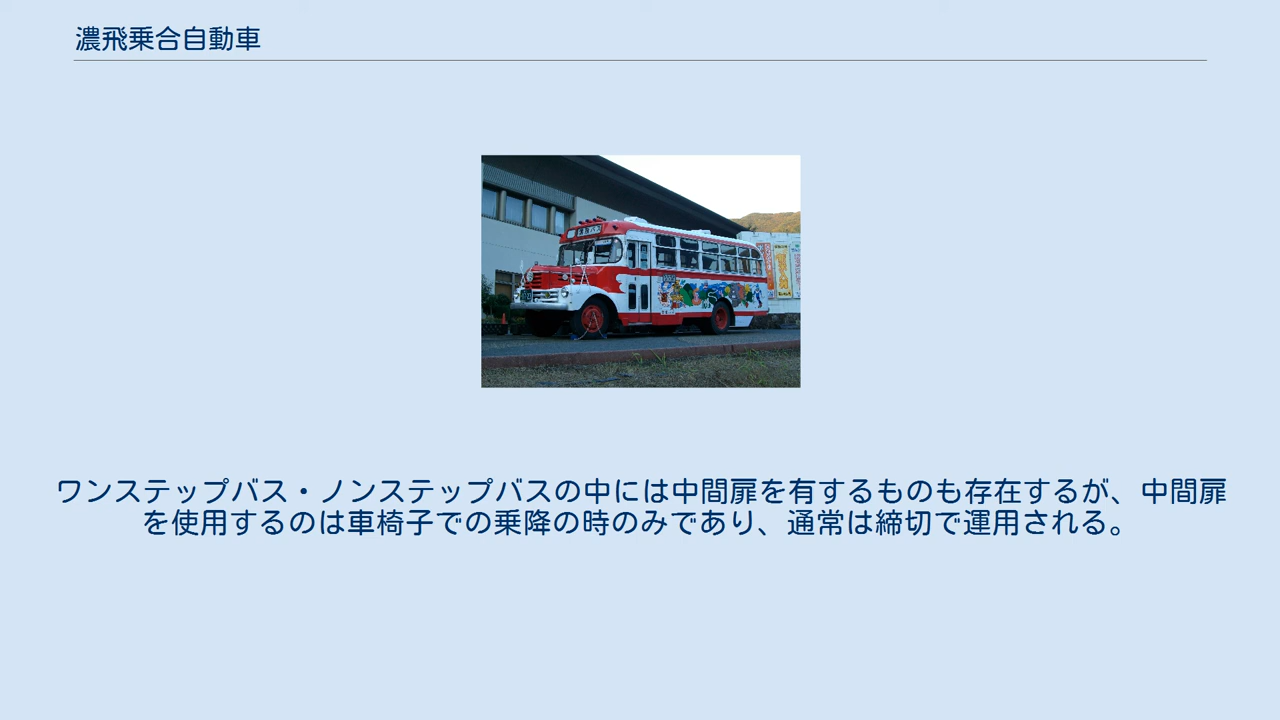 濃飛乗合自動車
ワンステップバス・ノンステップバスの中には中間扉を有するものも存在するが、中間扉
を使用するのは車椅子での乗降の時のみであり、通常は締切で運用される。